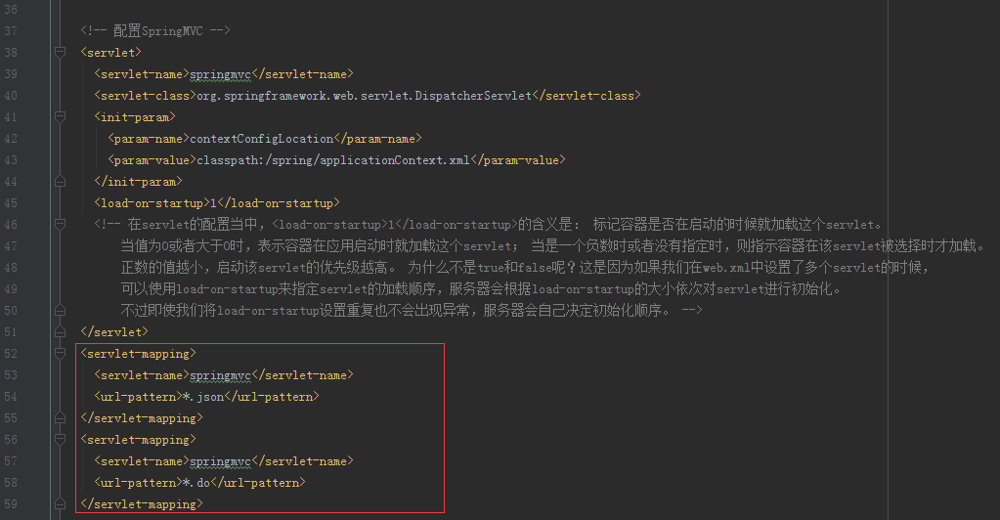 36
37 <!-- 配置SpringMVC -->
38 <servlet>
39 <servlet-name>springmvc</servlet-name>
40 <servlet-class>org.springframework.web.servlet.DispatcherServlet</servlet-class>
41 <init-param>
42 <param-name>contextConfigLocation</param-name>
43 <param-value>classpath:/spring/applicationContext.xml</param-value>
44 </init-param>
45 <load-on-startup>1</load-on-startup>
46 <!-- 在servlet的配置当中，<load-on-startup>1</load-on-startup>的含义是： 标记容器是否在启动的时候就加载这个servlet。
47 当值为0或者大于0时，表示容器在应用启动时就加载这个servlet； 当是一个负数时或者没有指定时，则指示容器在该servlet被选择时才加载。
48 正数的值越小，启动该servlet的优先级越高。 为什么不是true和false呢？这是因为如果我们在web.xml中设置了多个servlet的时候，
49 可以使用load-on-startup来指定servlet的加载顺序，服务器会根据load-on-startup的大小依次对servlet进行初始化。
50 不过即使我们将load-on-startup设置重复也不会出现异常，服务器会自己决定初始化顺序。 -->
51 </servlet>
52 <servlet-mapping>
53 <servlet-name>springmvc</servlet-name>
54 <url-pattern>*.json</url-pattern>
55 </servlet-mapping>
56 <servlet-mapping>
57 <servlet-name>springmvc</servlet-name>
58 <url-pattern>*.do</url-pattern>
59 </servlet-mapping>